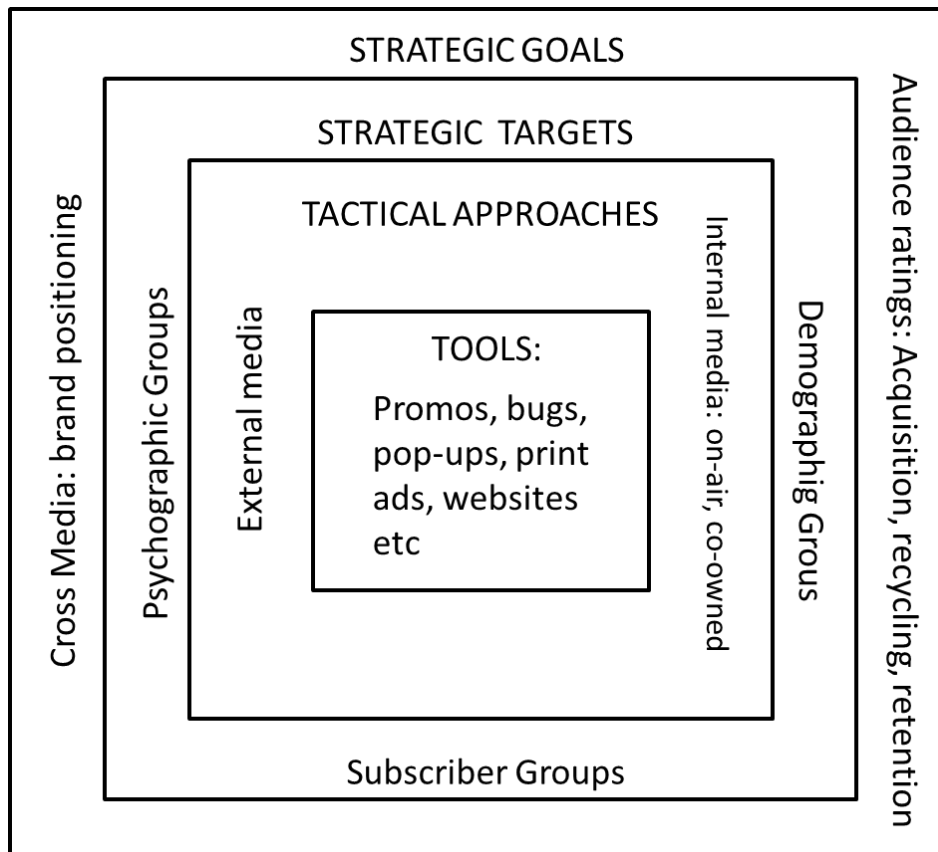 STRATEGIC GOALS
STRATEGIC TARGETS
TACTICAL APPROACHES
Cross Media: brand positioning
Psychographic Groups
External media
TOOLS:
Promos, bugs,
pop-ups, print
ads, websites
etc
Internal media: on-air, co-owned
Demographig Grous
Audience ratings: Acquisition, recycling, retention
Subscriber Groups